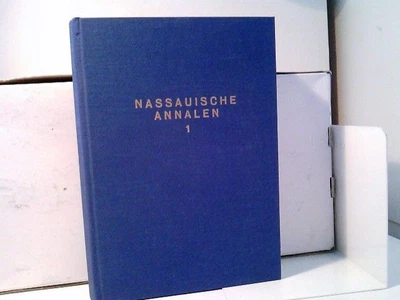 NASSAUISCHE
ANNALEN
1